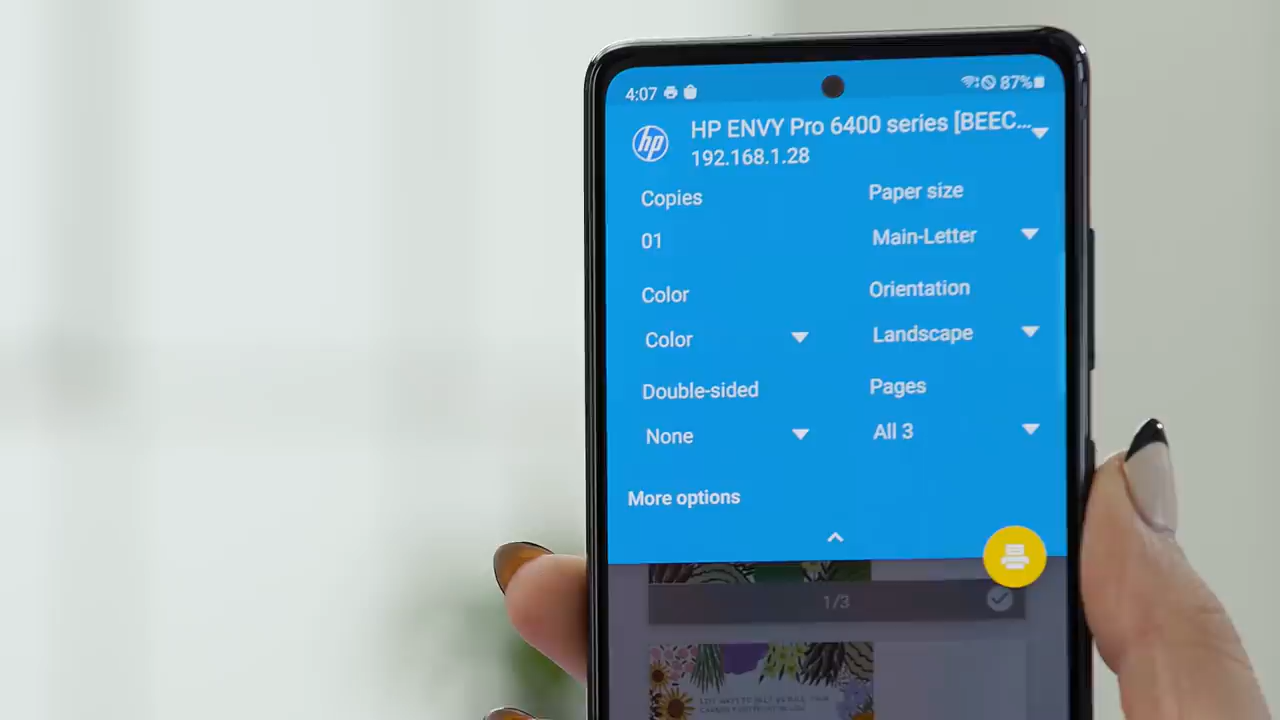 4:07
87%
hp
HP ENVY Pro 6400 series [BEEC...
192.168.1.28
Copies
Paper size
01
Main-Letter
Color
Orientation
Color
Landscape
Double-sided
Pages
None
All 3
More options
1/3